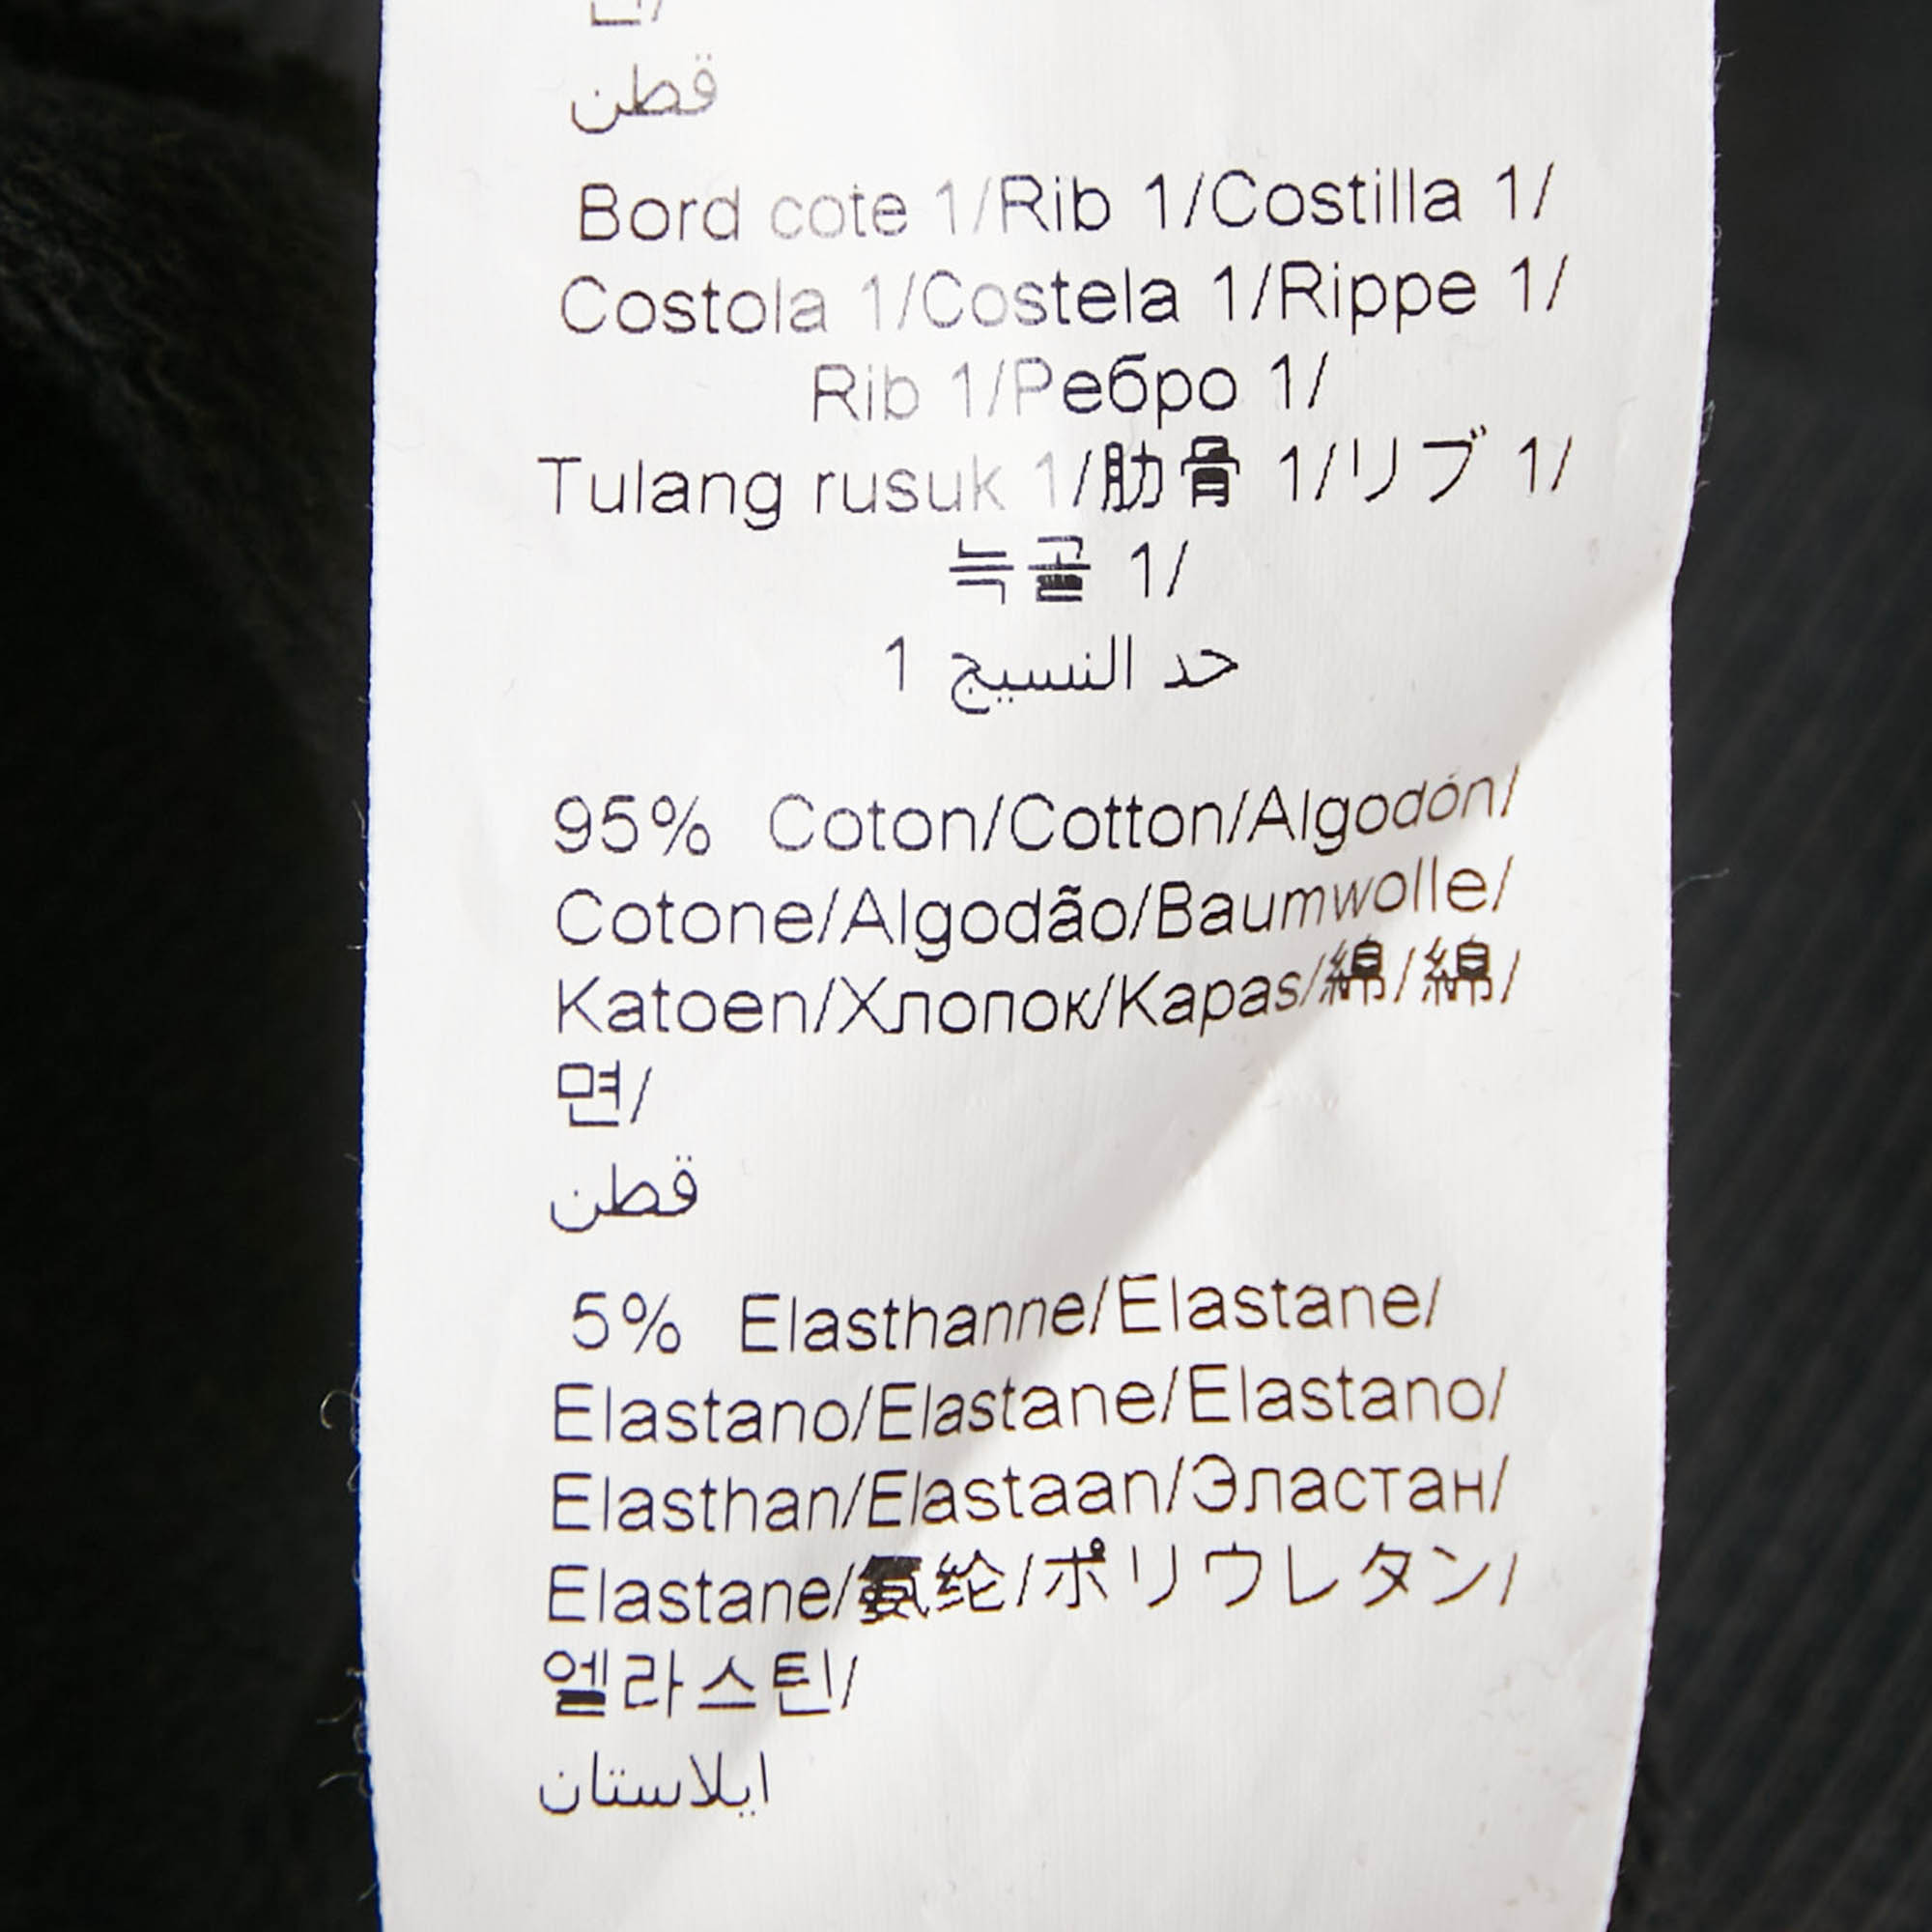 قطن
Bord cote 1/Rib 1/Costilla 1/
Costola 1/Costela 1/Rippe 1/
Rib 1/Ребро 1/
Tulang rusuk 1/肋骨 1/リブ 1/
늑골 1/
حد النسيج 1
95% Coton/Cotton/Algodón/
Cotone/Algodão/Baumwolle/
Katoen/Хлопок/Kapas/綿/綿/
면/
قطن
5% Elasthanne/Elastane/
Elastano/Elastane/Elastano/
Elasthan/Elastaan/Эластан/
Elastane/氨纶/ポリウレタン/
엘라스틴/
ايلاستان